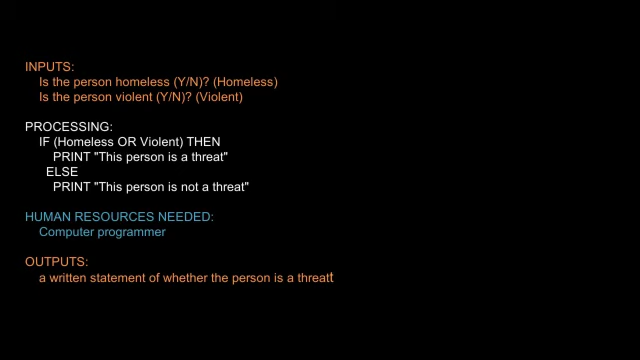 INPUTS:
Is the person homeless (Y/N)? (Homeless)
Is the person violent (Y/N)? (Violent)
PROCESSING:
IF (Homeless OR Violent) THEN
PRINT "This person is a threat"
ELSE
PRINT "This person is not a threat"
HUMAN RESOURCES NEEDED:
Computer programmer
OUTPUTS:
a written statement of whether the person is a threatt